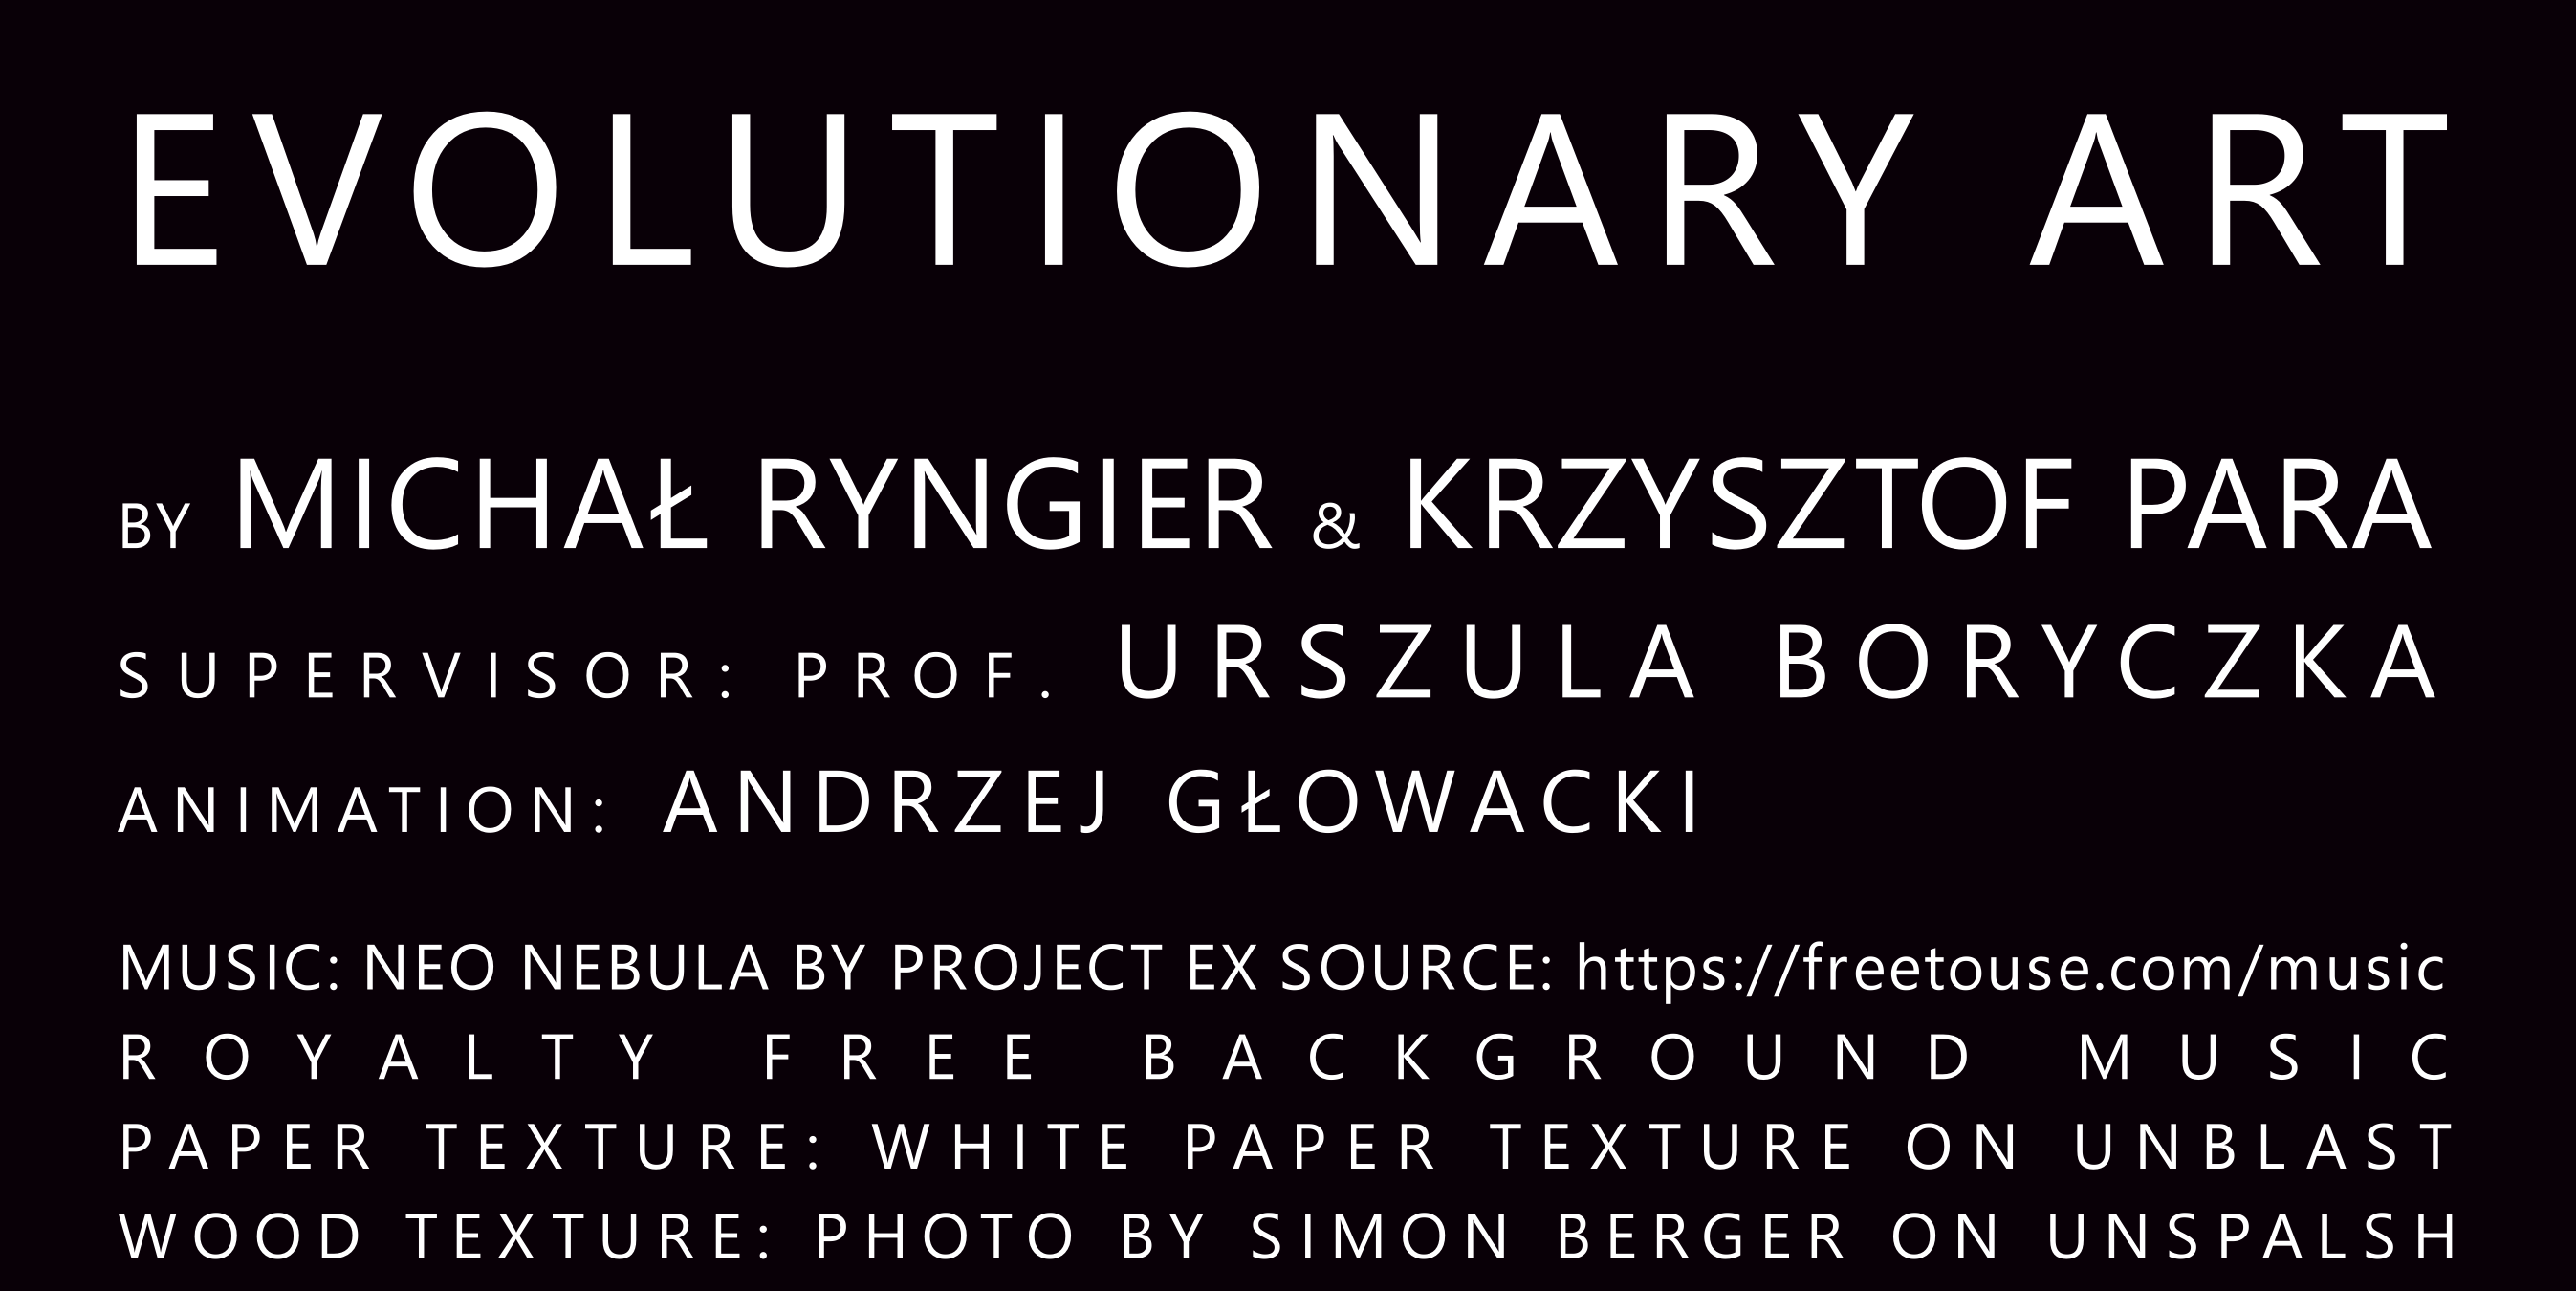 EVOLUTIONARY ART
BY MICHAŁ RYNGIER & KRZYSZTOF PARA
SUPERVISOR: PROF. URSZULA BORYCZKA
ANIMATION: ANDRZEJ GŁOWACKI
MUSIC: NEO NEBULA BY PROJECT EX SOURCE: https://freetouse.com/music
ROYALTY FREE BACKGROUND MUSIC
PAPER TEXTURE: WHITE PAPER TEXTURE ON UNBLAST
WOOD TEXTURE: PHOTO BY SIMON BERGER ON UNSPALSH